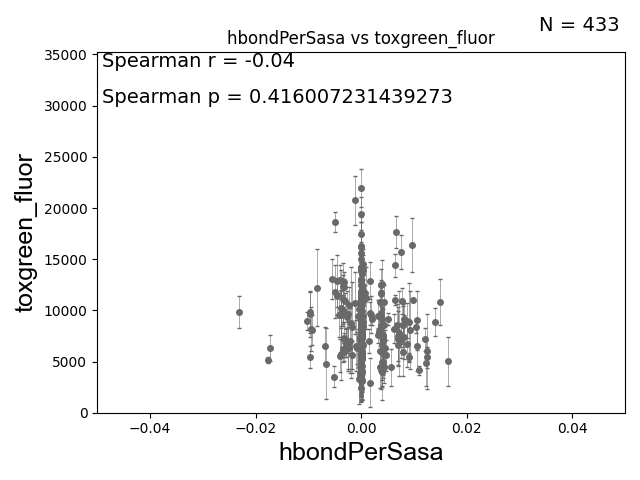 N = 433
hbondPerSasa vs toxgreen_fluor
Spearman r = -0.04
Spearman p = 0.416007231439273
35000
30000
25000
20000
15000
10000
5000
0
toxgreen_fluor
−0.04 −0.02 0.00 0.02 0.04
hbondPerSasa